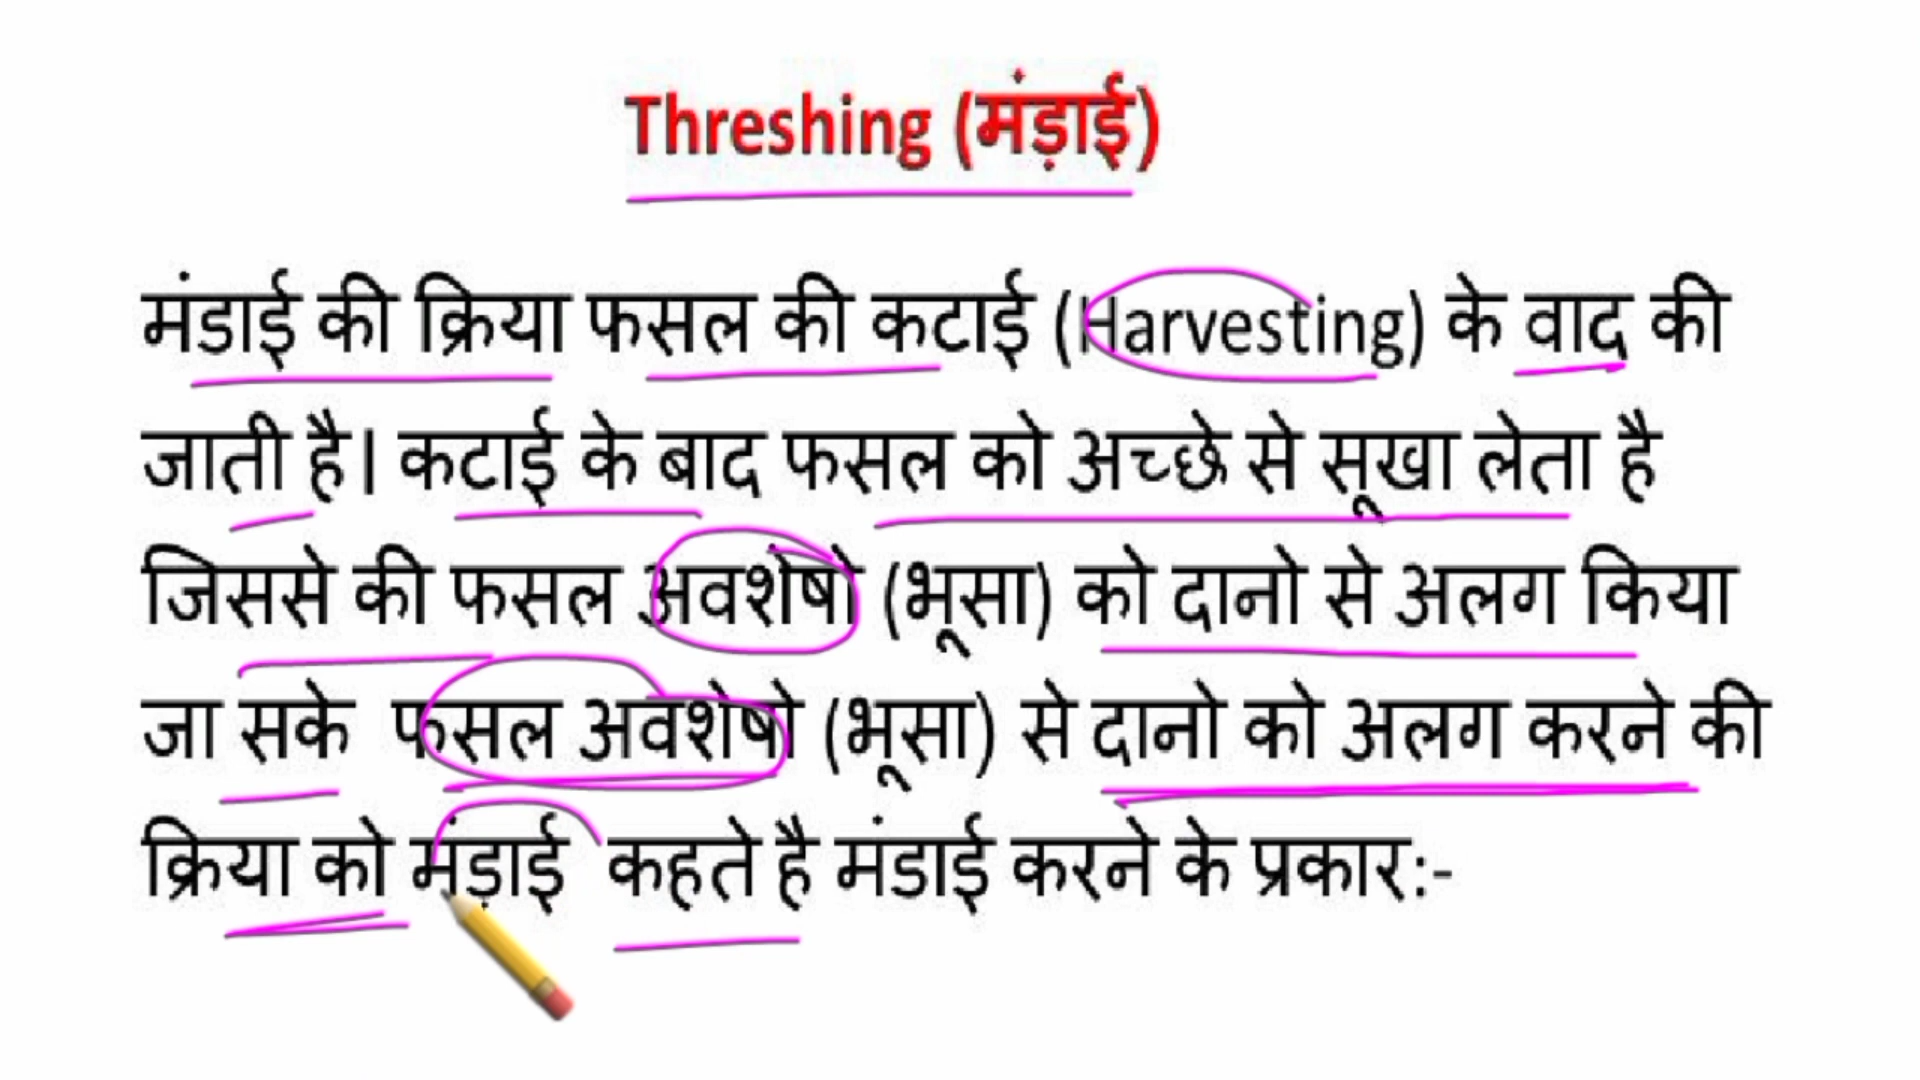 Threshing (मंड़ाई)
मंडाई की क्रिया फसल की कटाई (Harvesting) के वाद की
जाती है। कटाई के बाद फसल को अच्छे से सूखा लेता है
जिससे की फसल अवशेषो (भूसा) को दानो से अलग किया
जा सके फसल अवशेषो (भूसा) से दानो को अलग करने की
क्रिया को मंड़ाई कहते है मंडाई करने के प्रकार:-